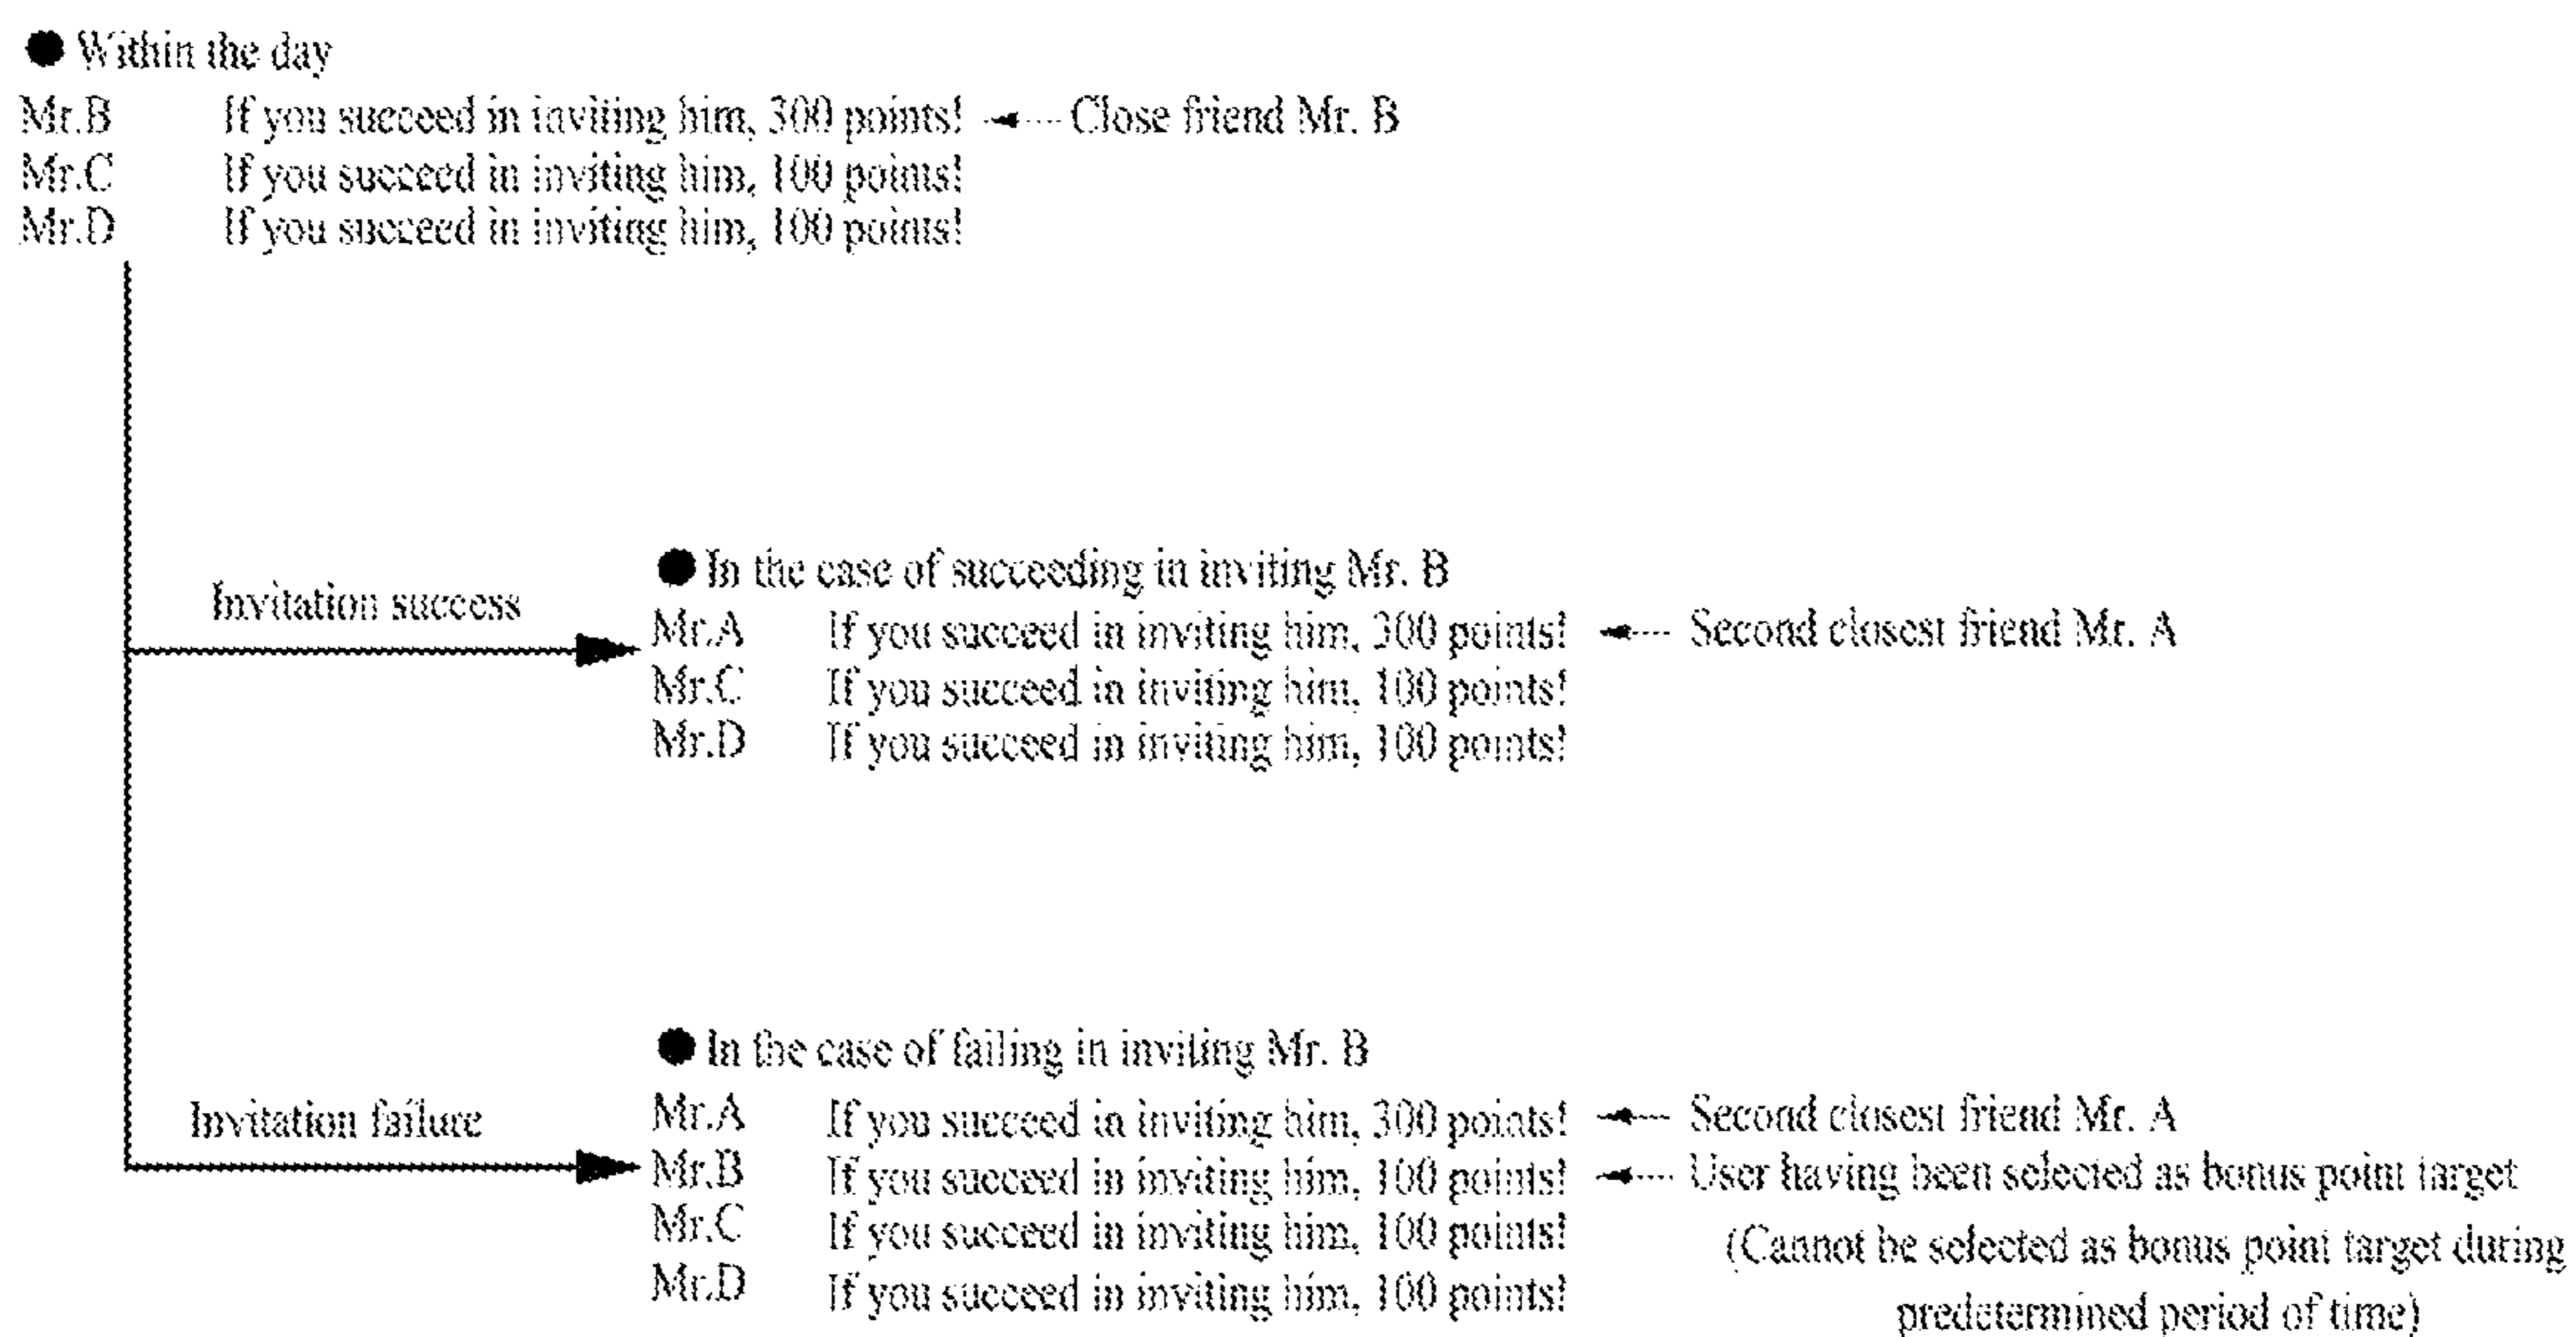 ● Within the day
Mr.B If you succeed in inviting him, 300 points! Close friend Mr. B
Mr.C If you succeed in inviting him, 100 points!
Mr.D If you succeed in inviting him, 100 points!
● In the case of succeeding in inviting Mr. B
Invitation success
Mr.A If you succeed in inviting him, 300 points! Second closest friend Mr. A
Mr.C If you succeed in inviting him, 100 points!
Mr.D If you succeed in inviting him, 100 points!
● In the case of failing in inviting Mr. B
Invitation failure
Mr.A If you succeed in inviting him, 300 points! Second closest friend Mr. A
Mr.B If you succeed in inviting him, 100 points! User having been selected as bonus point target
Mr.C If you succeed in inviting him, 100 points!
(Cannot be selected as bonus point target during
Mr.D If you succeed in inviting him, 100 points!
predetermined period of time)